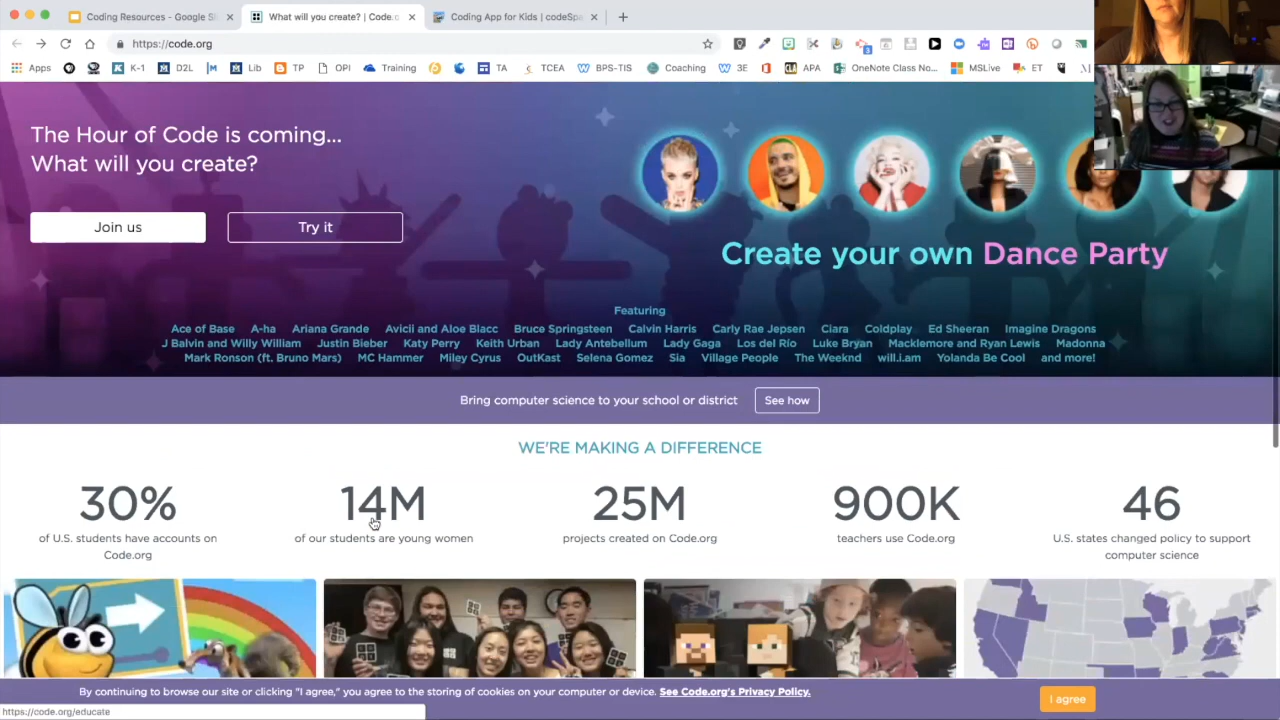 Coding Resources - Google Sl
What will you create? | Code.o
Coding App for Kids | codeSpa
https://code.org
Apps
K-1
D2L
Lib
TP
OPI
Training
TA
TCEA
BPS-TIS
Coaching
3E
APA
OneNote Class No...
MSLive
ET
The Hour of Code is coming...
What will you create?
Join us
Try it
Create your own Dance Party
Featuring
Ace of Base A-ha Ariana Grande Avicii and Aloe Blacc Bruce Springsteen Calvin Harris Carly Rae Jepsen Ciara Coldplay Ed Sheeran Imagine Dragons
J Balvin and Willy William Justin Bieber Katy Perry Keith Urban Lady Antebellum Lady Gaga Los del Río Luke Bryan Macklemore and Ryan Lewis Madonna
Mark Ronson (ft. Bruno Mars) MC Hammer Miley Cyrus OutKast Selena Gomez Sia Village People The Weeknd will.i.am Yolanda Be Cool and more!
Bring computer science to your school or district
See how
WE'RE MAKING A DIFFERENCE
30%
of U.S. students have accounts on
Code.org
14M
of our students are young women
25M
projects created on Code.org
900K
teachers use Code.org
46
U.S. states changed policy to support
computer science
By continuing to browse our site or clicking "I agree," you agree to the storing of cookies on your computer or device. See Code.org's Privacy Policy.
I agree
https://code.org/educate